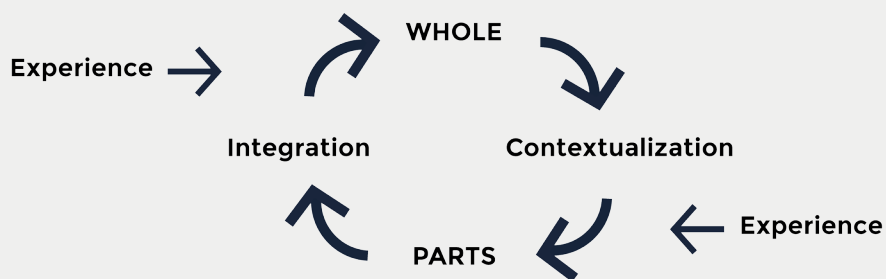 WHOLE
Experience
Integration
Contextualization
Experience
PARTS